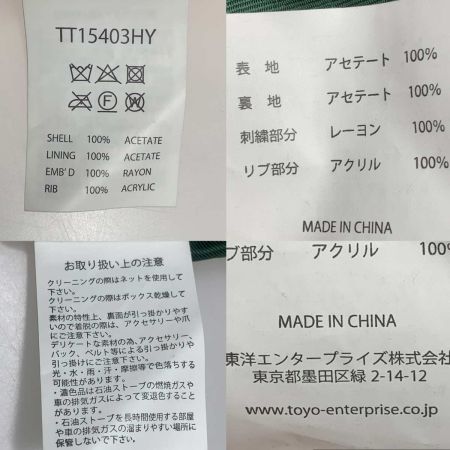 TT15403HY
SHELL 100% ACETATE
LINING 100% ACETATE
EMB'D 100% RAYON
RIB 100% ACRYLIC
表 地 アセテート 100%
裏 地 アセテート 100%
刺繍部分 レーヨン 100%
リブ部分 アクリル 100%
MADE IN CHINA
お取り扱い上の注意
クリーニングの際はネットを使用して
下さい。
クリーニングの際はボックス乾燥して
下さい。
素材の特性上、裏面が引っ掛かりやす
いので着脱の際は、アクセサリーや爪
にご注意下さい。
デリケートな素材の為、アクセサリー、
バック、ベルト等による引っ掛かり
にご注意下さい。
光・水・雨・汗・摩擦等で色落ちする
可能性があります。
・濃色品は石油ストーブの燃焼ガスや
車の排気ガスによって変退色すること
があります。
・石油ストーブを長時間使用する部屋
や車の排気ガスの溜まりやすい場所に
保管しないで下さい。
ブ部分 アクリル 100%
MADE IN CHINA
東洋エンタープライズ株式会社
東京都墨田区緑 2-14-12
www.toyo-enterprise.co.jp